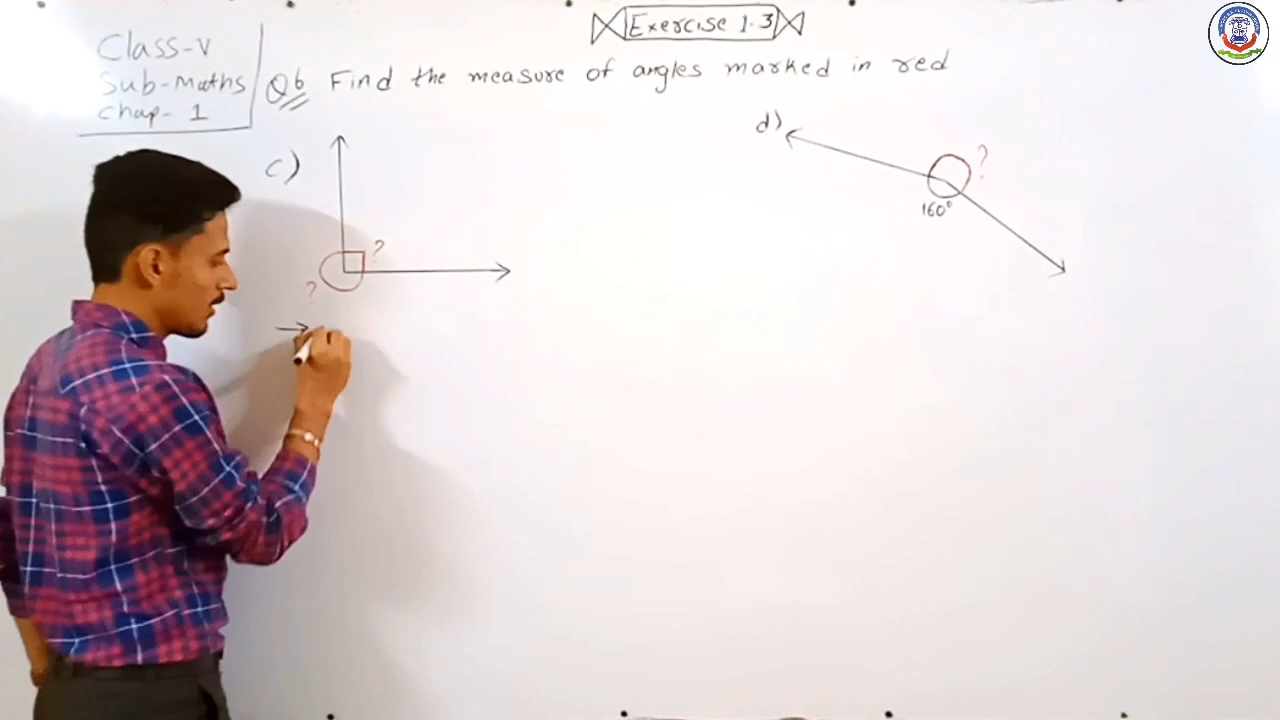 Exercise 1.3
Class-V
Sub-Maths
Chap- 1
Q6 Find the measure of angles marked in red
c)
?
?
d)
?
160°